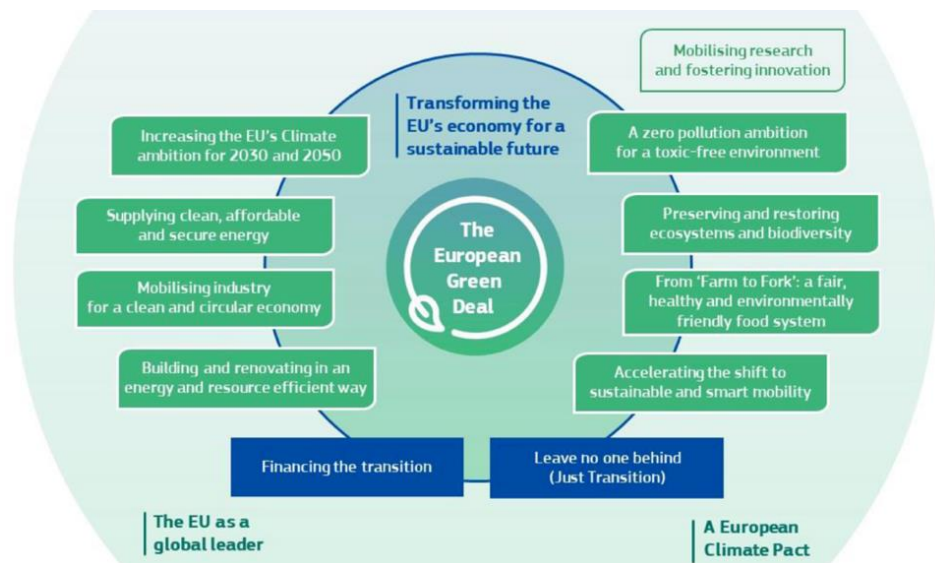 Mobilising research
and fostering innovation
Transforming the
EU's economy for a
sustainable future
Increasing the EU's Climate
ambition for 2030 and 2050
A zero pollution ambition
for a toxic-free environment
Supplying clean, affordable
and secure energy
Preserving and restoring
ecosystems and biodiversity
The
European
Green
Deal
Mobilising industry
for a clean and circular economy
From ‘Farm to Fork’: a fair,
healthy and environmentally
friendly food system
Building and renovating in an
energy and resource efficient way
Accelerating the shift to
sustainable and smart mobility
Financing the transition
Leave no one behind
(Just Transition)
The EU as a
global leader
A European
Climate Pact